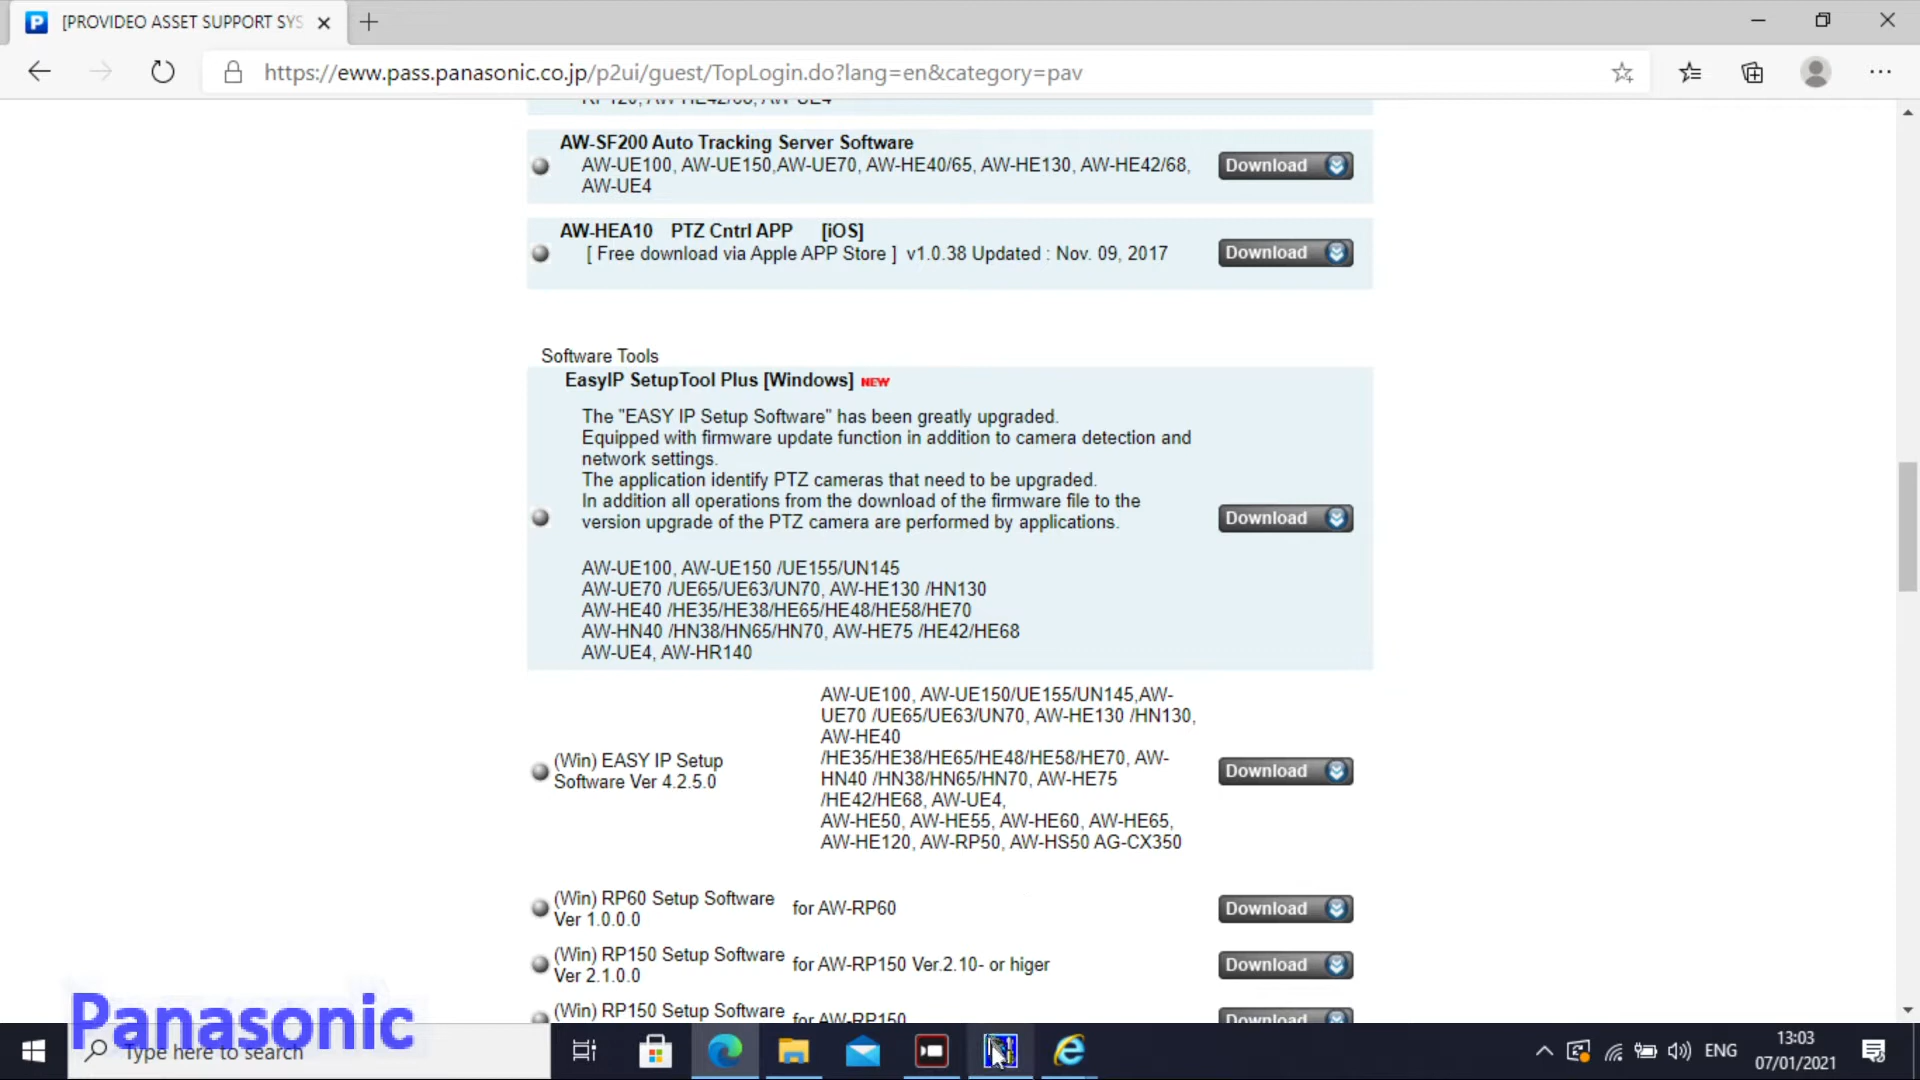 [PROVIDEO ASSET SUPPORT SYS
https://eww.pass.panasonic.co.jp/p2ui/guest/TopLogin.do?lang=en&category=pav
RP120, AW-HE42/68, AW-UE4
AW-SF200 Auto Tracking Server Software
AW-UE100, AW-UE150,AW-UE70, AW-HE40/65, AW-HE130, AW-HE42/68,
AW-UE4
Download
AW-HEA10 PTZ Cntrl APP [iOS]
[ Free download via Apple APP Store ] v1.0.38 Updated : Nov. 09, 2017
Download
Software Tools
EasyIP SetupTool Plus [Windows] NEW
The "EASY IP Setup Software" has been greatly upgraded.
Equipped with firmware update function in addition to camera detection and
network settings.
The application identify PTZ cameras that need to be upgraded.
In addition all operations from the download of the firmware file to the
version upgrade of the PTZ camera are performed by applications.
Download
AW-UE100, AW-UE150 /UE155/UN145
AW-UE70 /UE65/UE63/UN70, AW-HE130 /HN130
AW-HE40 /HE35/HE38/HE65/HE48/HE58/HE70
AW-HN40 /HN38/HN65/HN70, AW-HE75 /HE42/HE68
AW-UE4, AW-HR140
(Win) EASY IP Setup
Software Ver 4.2.5.0
AW-UE100, AW-UE150/UE155/UN145,AW-
UE70 /UE65/UE63/UN70, AW-HE130 /HN130,
AW-HE40
/HE35/HE38/HE65/HE48/HE58/HE70, AW-
HN40 /HN38/HN65/HN70, AW-HE75
/HE42/HE68, AW-UE4,
AW-HE50, AW-HE55, AW-HE60, AW-HE65,
AW-HE120, AW-RP50, AW-HS50 AG-CX350
Download
(Win) RP60 Setup Software
Ver 1.0.0.0
for AW-RP60
Download
(Win) RP150 Setup Software
Ver 2.1.0.0
for AW-RP150 Ver.2.10- or higer
Download
(Win) RP150 Setup Software
for AW-RP150
Download
Panasonic
Type here to search
ENG
13:03
07/01/2021